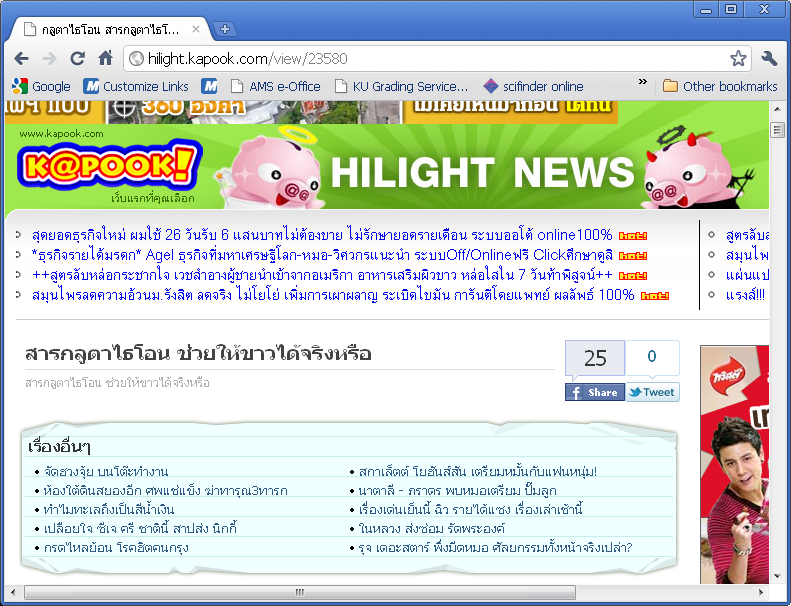 กลูตาไธโอน สารกลูตาไธโ...
hilight.kapook.com/view/23580
Google Customize Links AMS e-Office KU Grading Service... scifinder online » Other bookmarks
360 องศา
ไม่เคยเห็นมาก่อน
www.kapook.com
K@POOK!
เว็บแรกที่คุณเลือก
HILIGHT NEWS
สุดยอดธุรกิจใหม่ ผมใช้ 26 วันรับ 6 แสนบาทไม่ต้องขาย ไม่รักษายอดรายเดือน ระบบออโต้ online100% hot!
*ธุรกิจรายได้มรดก* Agel ธุรกิจที่มหาเศรษฐีโลก-หมอ-วิศวกรแนะนำ ระบบOff/Onlineฟรี Clickศึกษาดูสิ hot!
++สูตรลับหล่อกระชากใจ เวชสำอางผู้ชายนำเข้าจากอเมริกา อาหารเสริมผิวขาว หล่อใสใน 7 วันท้าพิสูจน์++ hot!
สมุนไพรลดความอ้วนม.รังสิต ลดจริง ไม่โยโย่ เพิ่มการเผาผลาญ ระเบิดไขมัน การันตีโดยแพทย์ ผลลัพธ์ 100% hot!
สูตรลับส
สมุนไพ
แผ่นแป
แรงส์!!!
สารกลูตาไธโอน ช่วยให้ขาวได้จริงหรือ
สารกลูตาไธโอน ช่วยให้ขาวได้จริงหรือ
25 0
Share Tweet
เรื่องอื่นๆ
จัดฮวงจุ้ย บนโต๊ะทำงาน
ห้องใต้ดินสยองอีก ศพแช่แข็ง ฆ่าทารุณ3ทารก
ทำไมทะเลถึงเป็นสีน้ำเงิน
เปลือยใจ ซีเจ ครี ชาตินี้ สาปส่ง นิกกี้
กรดไหลย้อน โรคฮิตคนกรุง
สกาเล็ตต์ โยฮันส์สัน เตรียมหมั้นกับแฟนหนุ่ม!
นาตาลี - ภราดร พบหมอเตรียม ปั๊มลูก
เรื่องเด่นเย็นนี้ ฉิว รายได้แซง เรื่องเล่าเช้านี้
ในหลวง ส่งซ่อม รัดพระองค์
รุจ เดอะสตาร์ พึ่งมีดหมอ ศัลยกรรมทั้งหน้าจริงเปล่า?